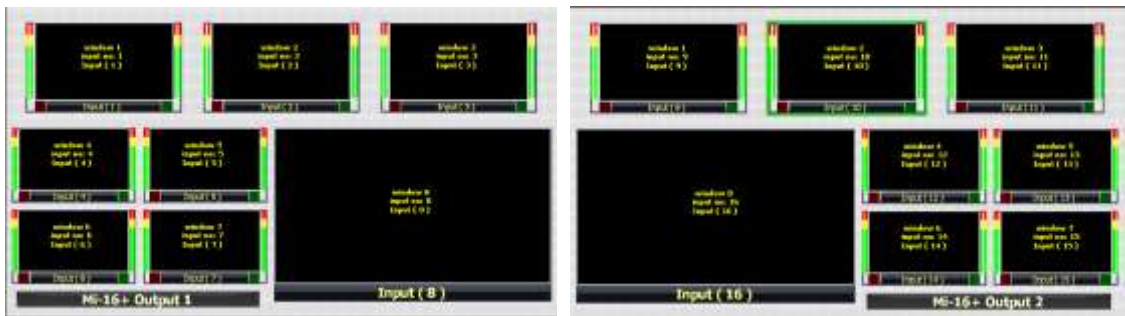 window 1
input no: 1
Input ( 1 )
Input ( 1 )
window 2
input no: 2
Input ( 2 )
Input ( 2 )
window 3
input no: 3
Input ( 3 )
Input ( 3 )
window 4
input no: 4
Input ( 4 )
Input ( 4 )
window 5
input no: 5
Input ( 5 )
Input ( 5 )
window 6
input no: 6
Input ( 6 )
Input ( 6 )
window 7
input no: 7
Input ( 7 )
Input ( 7 )
window 8
input no: 8
Input ( 8 )
Input ( 8 )
Mi-16+ Output 1
window 1
input no: 9
Input ( 9 )
Input ( 9 )
window 2
input no: 10
Input ( 10 )
Input ( 10 )
window 3
input no: 11
Input ( 11 )
Input ( 11 )
window 8
input no: 16
Input ( 16 )
Input ( 16 )
window 4
input no: 12
Input ( 12 )
Input ( 12 )
window 5
input no: 13
Input ( 13 )
Input ( 13 )
window 6
input no: 14
Input ( 14 )
Input ( 14 )
window 7
input no: 15
Input ( 15 )
Input ( 15 )
Mi-16+ Output 2